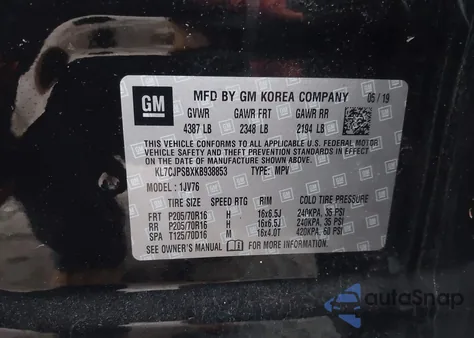 GM
MFD BY GM KOREA COMPANY 05/19
GVWR GAWR FRT GAWR RR
4387 LB 2348 LB 2194 LB
THIS VEHICLE CONFORMS TO ALL APPLICABLE U.S. FEDERAL MOTOR
VEHICLE SAFETY AND THEFT PREVENTION STANDARDS IN EFFECT ON THE
DATE OF MANUFACTURE SHOWN ABOVE.
KL7CJPSBXKB938853 TYPE: MPV
MODEL: 1JV76
TIRE SIZE SPEED RTG RIM
FRT P205/70R16 H 16x6.5J 240KPA, 35 PSI
RR P205/70R16 H 16x6.5J 240KPA, 35 PSI
SPA T125/70D16 M 16x4.0T 420KPA, 60 PSI
SEE OWNER'S MANUAL FOR MORE INFORMATION
autoSnap